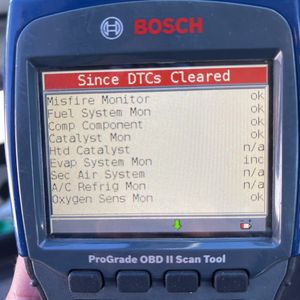 BOSCH
Since DTCs Cleared
Misfire Monitor ok
Fuel System Mon ok
Comp Component ok
Catalyst Mon ok
Htd Catalyst n/a
Evap System Mon inc
Sec Air System n/a
A/C Refrig Mon n/a
Oxygen Sens Mon ok
ProGrade OBD II Scan Tool